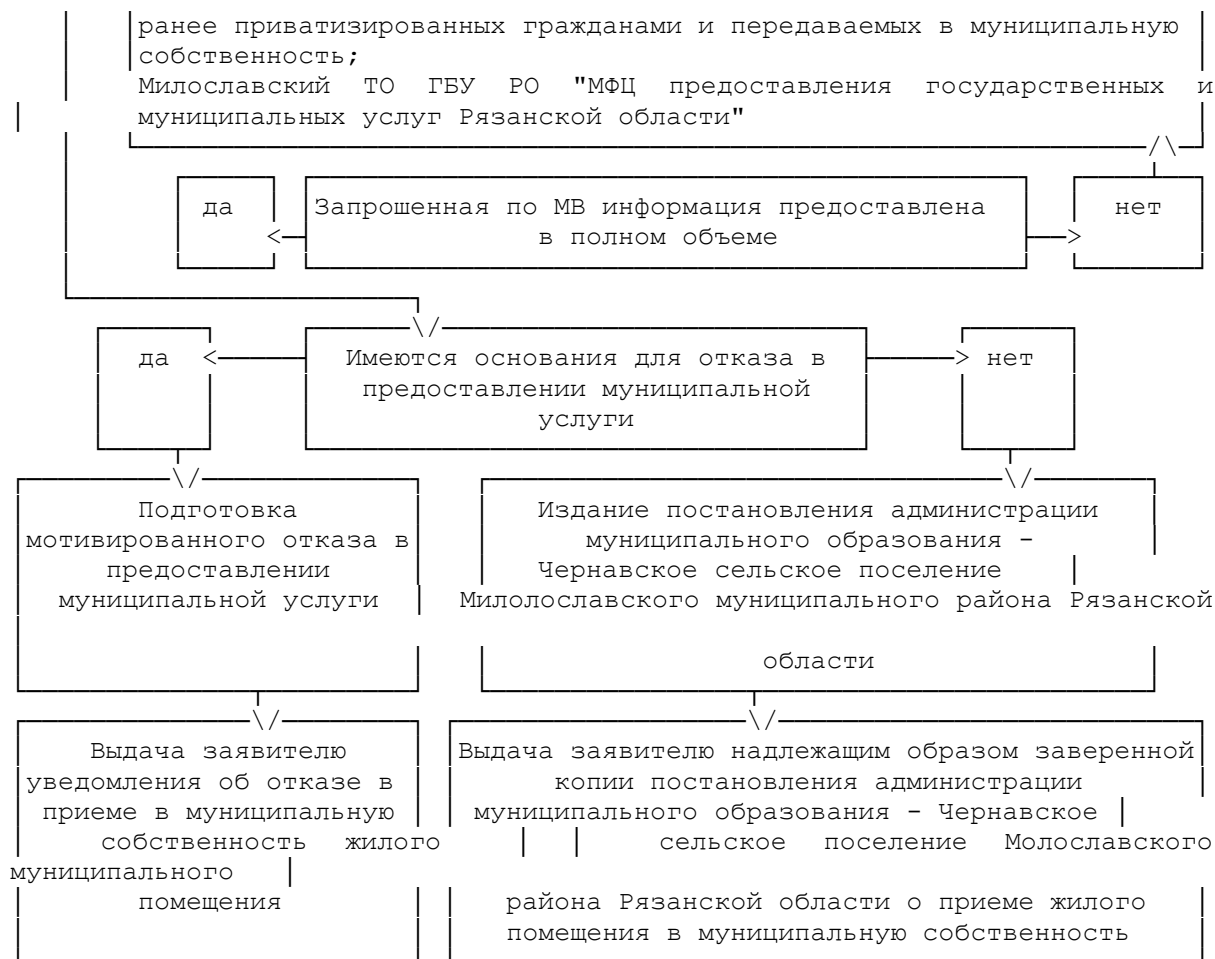 ранее приватизированных гражданами и передаваемых в муниципальную
собственность;
Милославский ТО ГБУ РО "МФЦ предоставления государственных и
муниципальных услуг Рязанской области"
да
Запрошенная по МВ информация предоставлена
в полном объеме
нет
да
Имеются основания для отказа в
предоставлении муниципальной
услуги
нет
Подготовка
мотивированного отказа в
предоставлении
муниципальной услуги
Издание постановления администрации
муниципального образования -
Чернавское сельское поселение
Милолославского муниципального района Рязанской
области
Выдача заявителю
уведомления об отказе в
приеме в муниципальную
собственность жилого
муниципального
помещения
Выдача заявителю надлежащим образом заверенной
копии постановления администрации
муниципального образования - Чернавское
сельское поселение Молославского
района Рязанской области о приеме жилого
помещения в муниципальную собственность